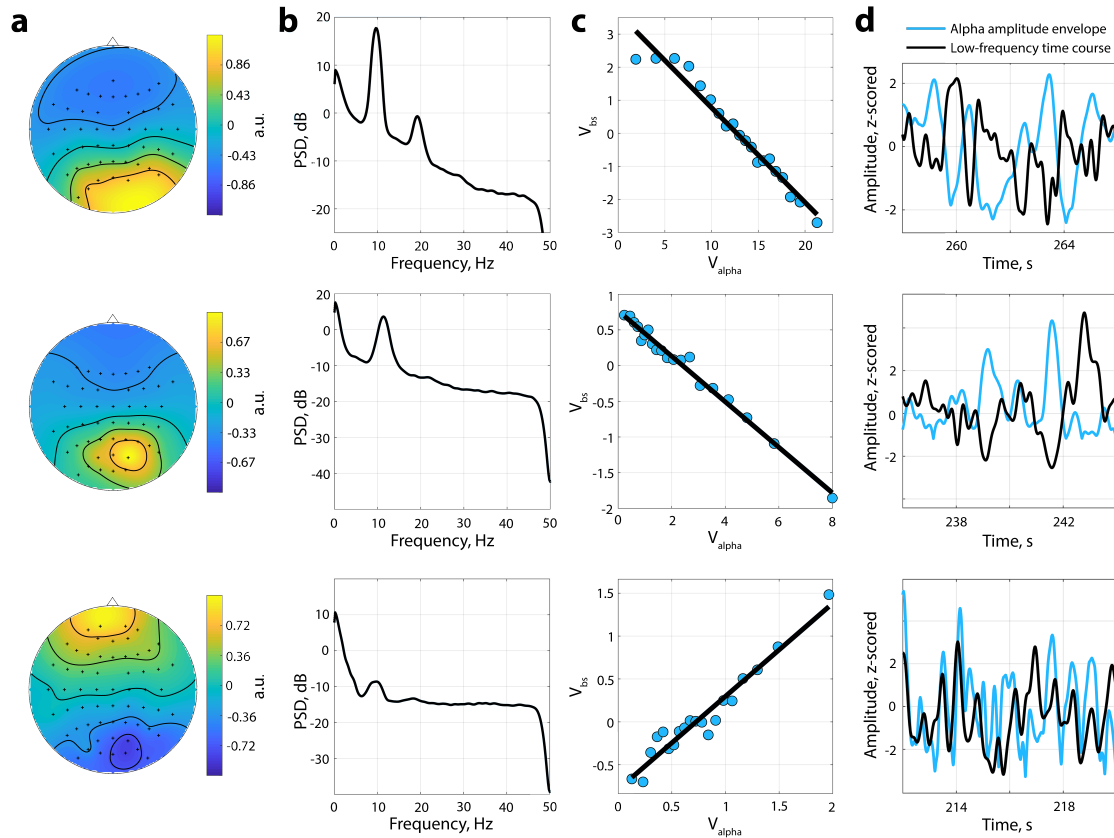 a
b
c
d
Alpha amplitude envelope
Low-frequency time course
0.86
0.43
0
-0.43
-0.86
a.u.
20
10
0
-10
-20
PSD, dB
0 10 20 30 40 50
Frequency, Hz
3
2
1
0
-1
-2
-3
V bs
0 5 10 15 20
V alpha
2
0
-2
Amplitude, z-scored
260 264
Time, s
0.67
0.33
0
-0.33
-0.67
a.u.
20
10
0
-10
-20
-30
-40
PSD, dB
0 10 20 30 40 50
Frequency, Hz
1
0.5
0
-0.5
-1
-1.5
-2
V bs
0 2 4 6 8
V alpha
2
0
-2
Amplitude, z-scored
238 242
Time, s
0.72
0.36
0
-0.36
-0.72
a.u.
10
0
-10
-20
-30
PSD, dB
0 10 20 30 40 50
Frequency, Hz
1.5
1
0.5
0
-0.5
V bs
0 0.5 1 1.5 2
V alpha
2
0
-2
Amplitude, z-scored
214 218
Time, s